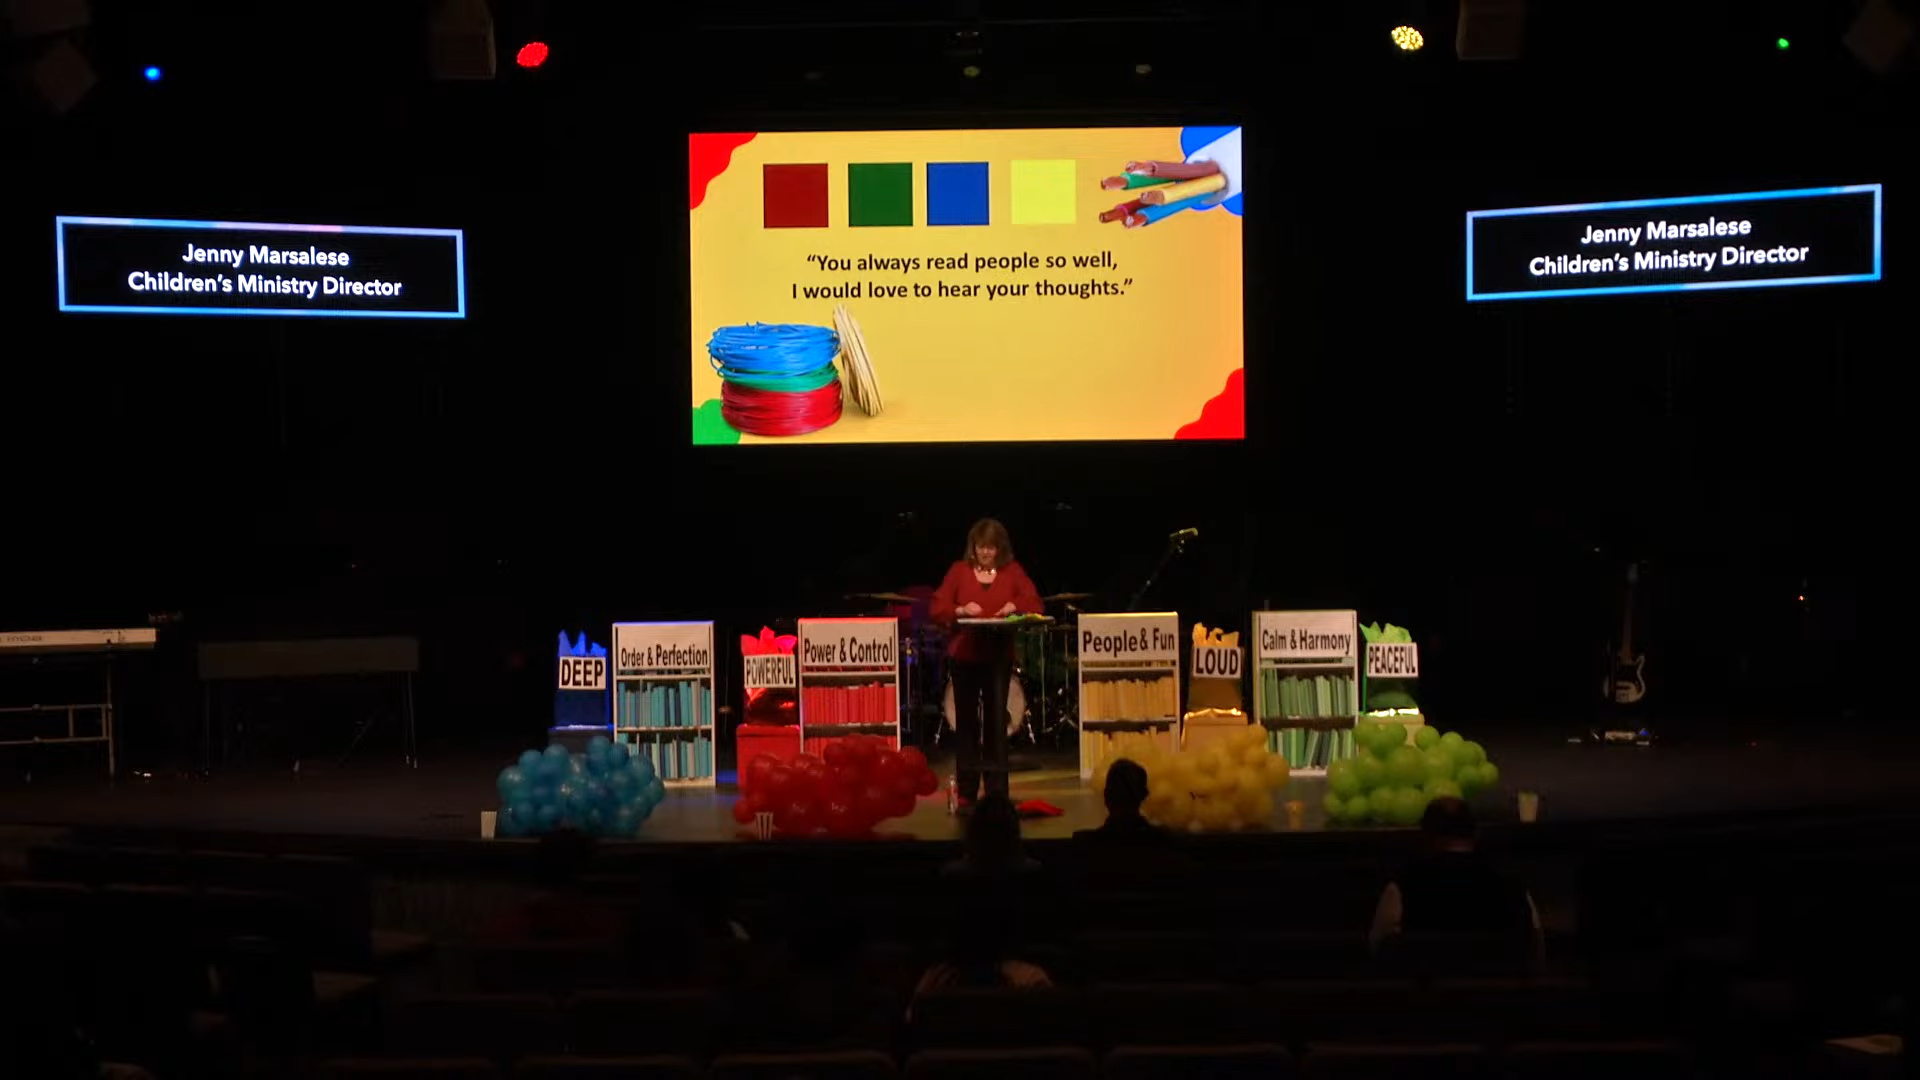 Jenny Marsalese
Children's Ministry Director
"You always read people so well,
I would love to hear your thoughts."
Jenny Marsalese
Children's Ministry Director
DEEP
Order & Perfection
POWERFUL
Power & Control
People & Fun
LOUD
Calm & Harmony
PEACEFUL